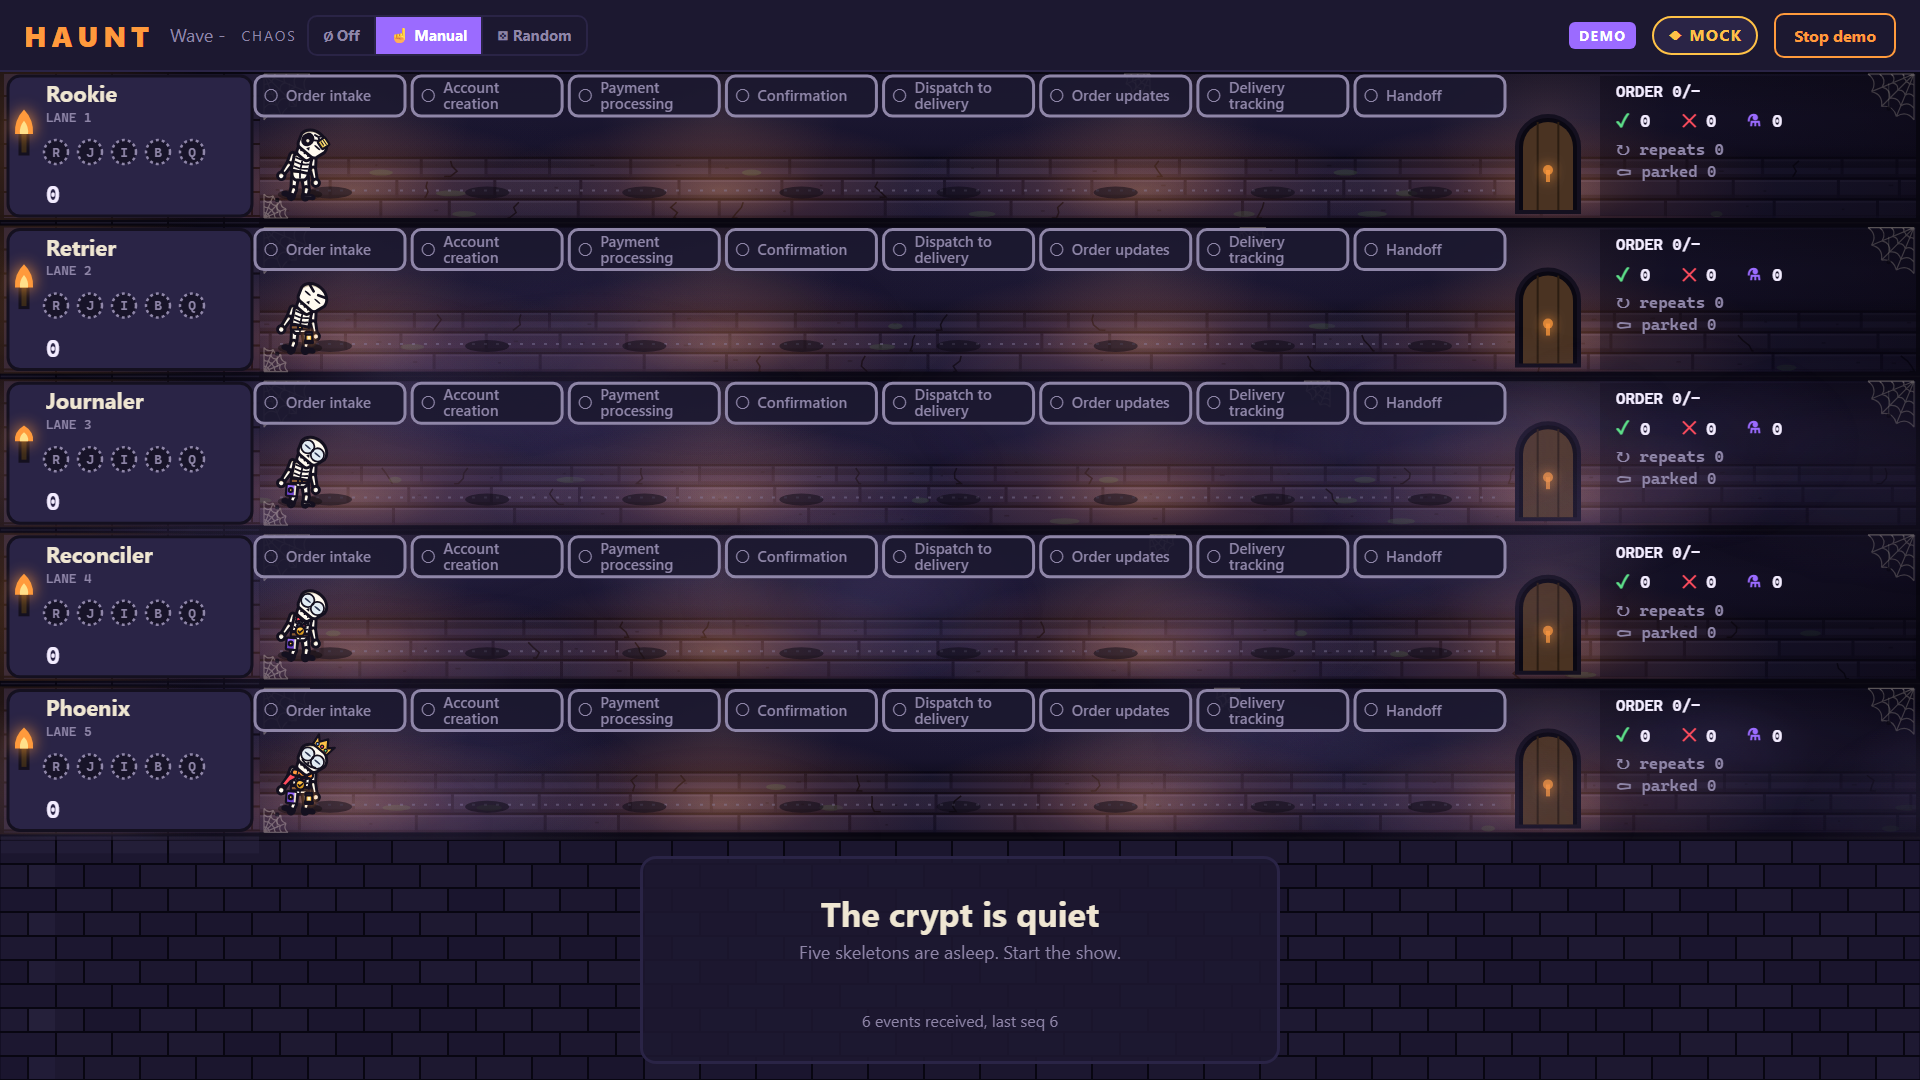 HAUNT Wave - CHAOS Ø Off Manual Random DEMO MOCK Stop demo
Rookie
LANE 1
R J I B Q
0
Order intake
Account creation
Payment processing
Confirmation
Dispatch to delivery
Order updates
Delivery tracking
Handoff
ORDER 0/–
✓ 0 ✕ 0 0
↻ repeats 0
parked 0
Retrier
LANE 2
R J I B Q
0
Order intake
Account creation
Payment processing
Confirmation
Dispatch to delivery
Order updates
Delivery tracking
Handoff
ORDER 0/–
✓ 0 ✕ 0 0
↻ repeats 0
parked 0
Journaler
LANE 3
R J I B Q
0
Order intake
Account creation
Payment processing
Confirmation
Dispatch to delivery
Order updates
Delivery tracking
Handoff
ORDER 0/–
✓ 0 ✕ 0 0
↻ repeats 0
parked 0
Reconciler
LANE 4
R J I B Q
0
Order intake
Account creation
Payment processing
Confirmation
Dispatch to delivery
Order updates
Delivery tracking
Handoff
ORDER 0/–
✓ 0 ✕ 0 0
↻ repeats 0
parked 0
Phoenix
LANE 5
R J I B Q
0
Order intake
Account creation
Payment processing
Confirmation
Dispatch to delivery
Order updates
Delivery tracking
Handoff
ORDER 0/–
✓ 0 ✕ 0 0
↻ repeats 0
parked 0
The crypt is quiet
Five skeletons are asleep. Start the show.
6 events received, last seq 6